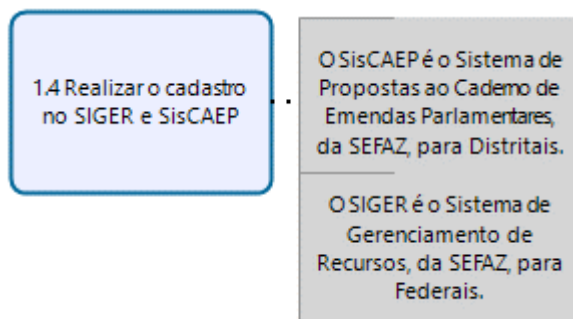 1.4 Realizar o cadastro
no SIGER e SisCAEP
O SisCAEP é o Sistema de
Propostas ao Caderno de
Emendas Parlamentares,
da SEFAZ, para Distritais.
O SIGER é o Sistema de
Gerenciamento de
Recursos, da SEFAZ, para
Federais.